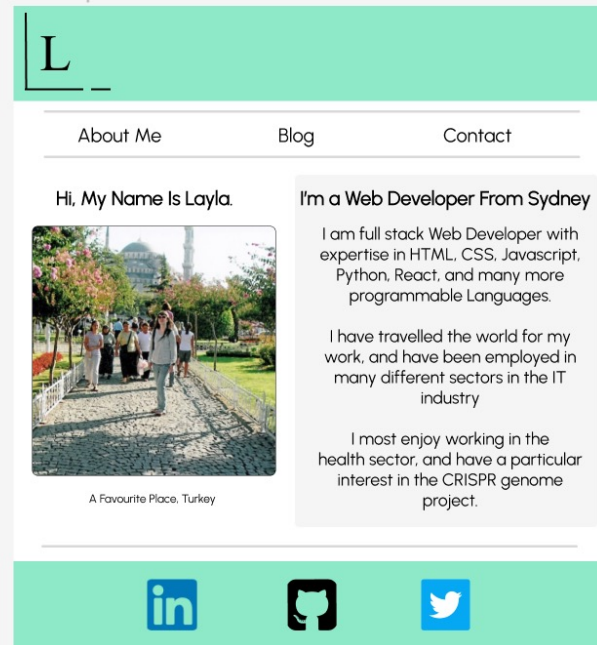 L
About Me Blog Contact
Hi, My Name Is Layla.
A Favourite Place, Turkey
I'm a Web Developer From Sydney
I am full stack Web Developer with
expertise in HTML, CSS, Javascript,
Python, React, and many more
programmable Languages.
I have travelled the world for my
work, and have been employed in
many different sectors in the IT
industry
I most enjoy working in the
health sector, and have a particular
interest in the CRISPR genome
project.
in